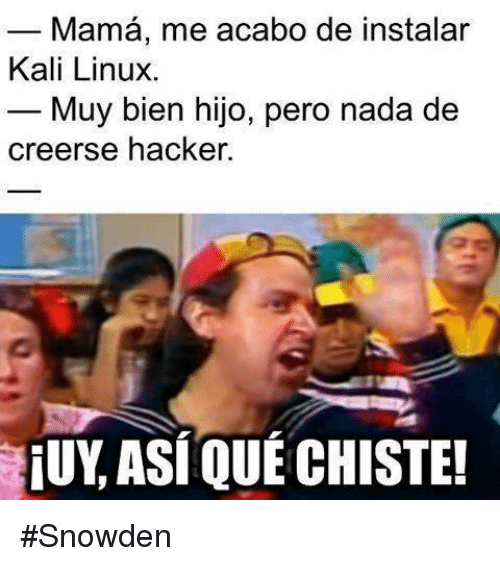 — Mamá, me acabo de instalar
Kali Linux.
— Muy bien hijo, pero nada de
creerse hacker.
—
¡UY, ASÍ QUÉ CHISTE!
#Snowden